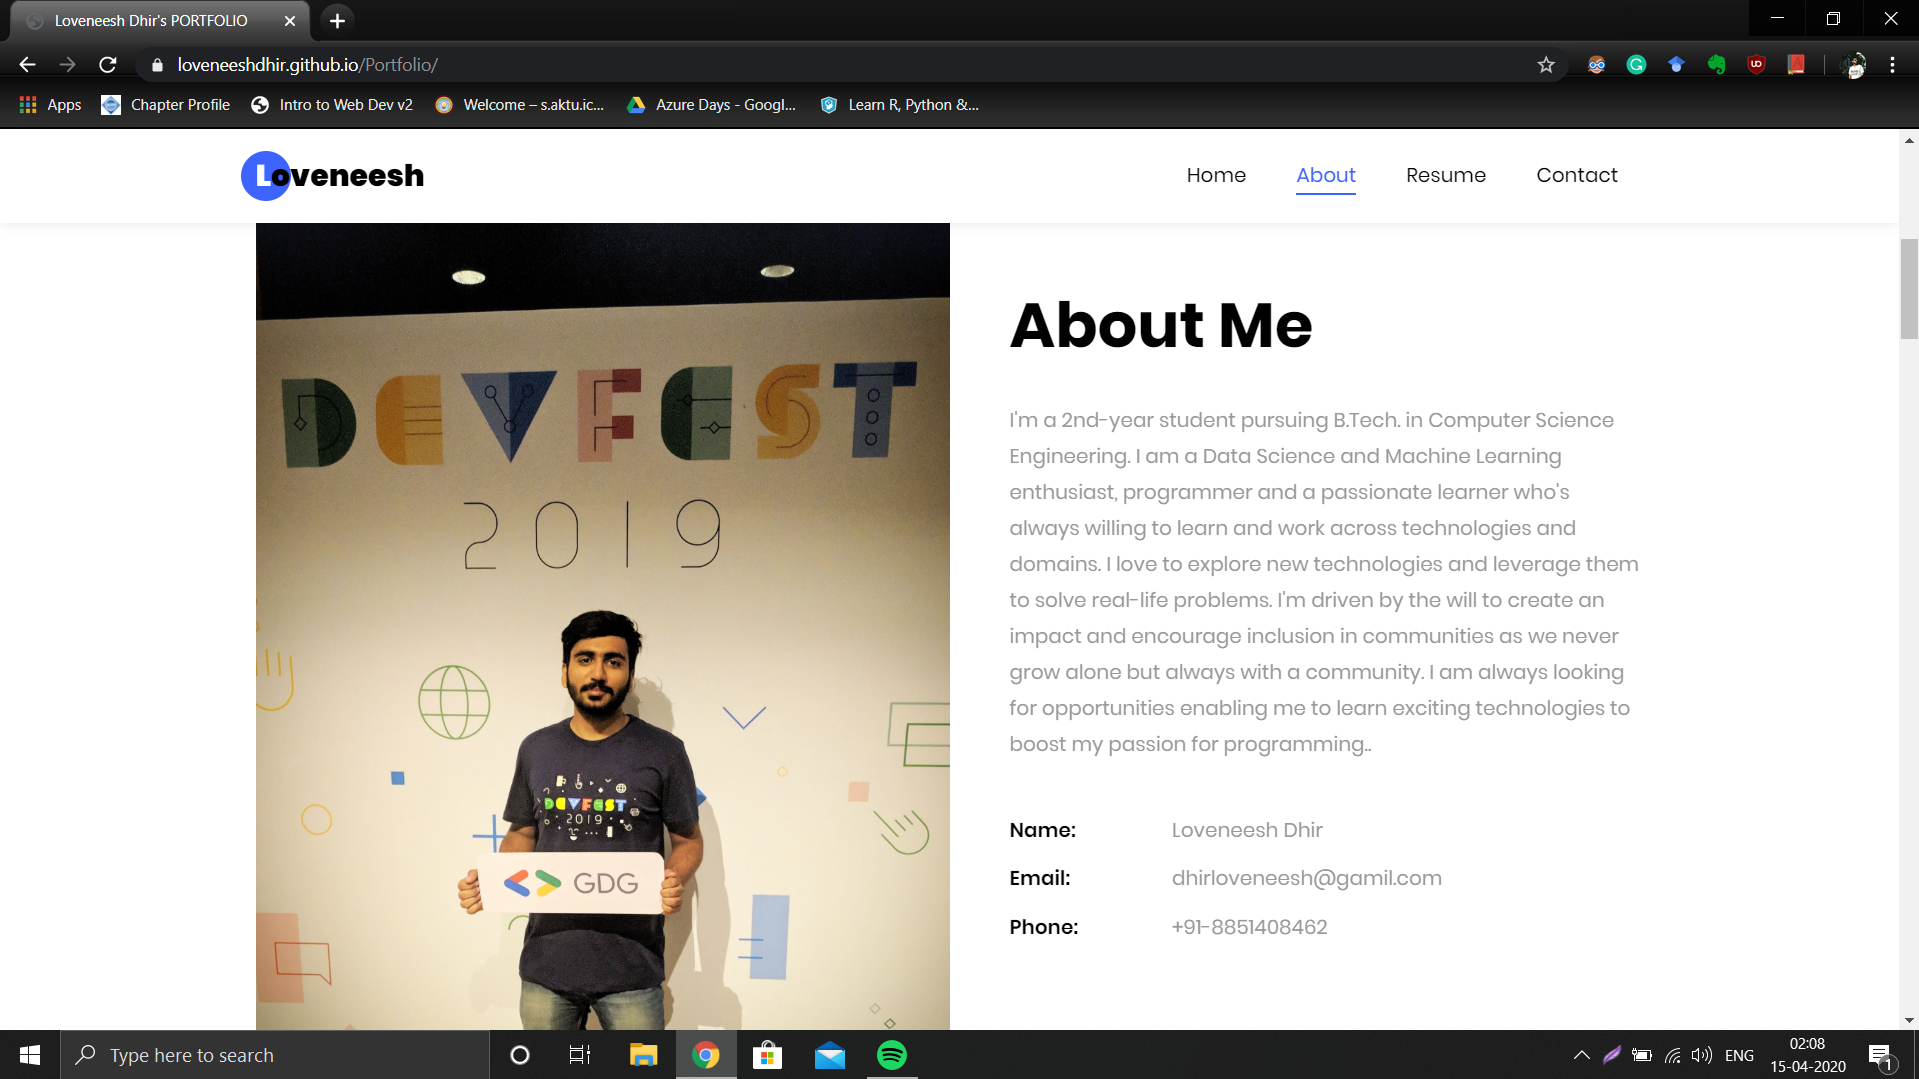 Loveneesh Dhir's PORTFOLIO
loveneeshdhir.github.io/Portfolio/
Apps
Chapter Profile
Intro to Web Dev v2
Welcome – s.aktu.ic...
Azure Days - Googl...
Learn R, Python &...
Loveneesh
Home
About
Resume
Contact
DEVFEST
2019
DEVFEST
2019
GDG
About Me
I'm a 2nd-year student pursuing B.Tech. in Computer Science
Engineering. I am a Data Science and Machine Learning
enthusiast, programmer and a passionate learner who's
always willing to learn and work across technologies and
domains. I love to explore new technologies and leverage them
to solve real-life problems. I'm driven by the will to create an
impact and encourage inclusion in communities as we never
grow alone but always with a community. I am always looking
for opportunities enabling me to learn exciting technologies to
boost my passion for programming..
Name: Loveneesh Dhir
Email: dhirloveneesh@gamil.com
Phone: +91-8851408462
Type here to search
ENG
02:08
15-04-2020
1